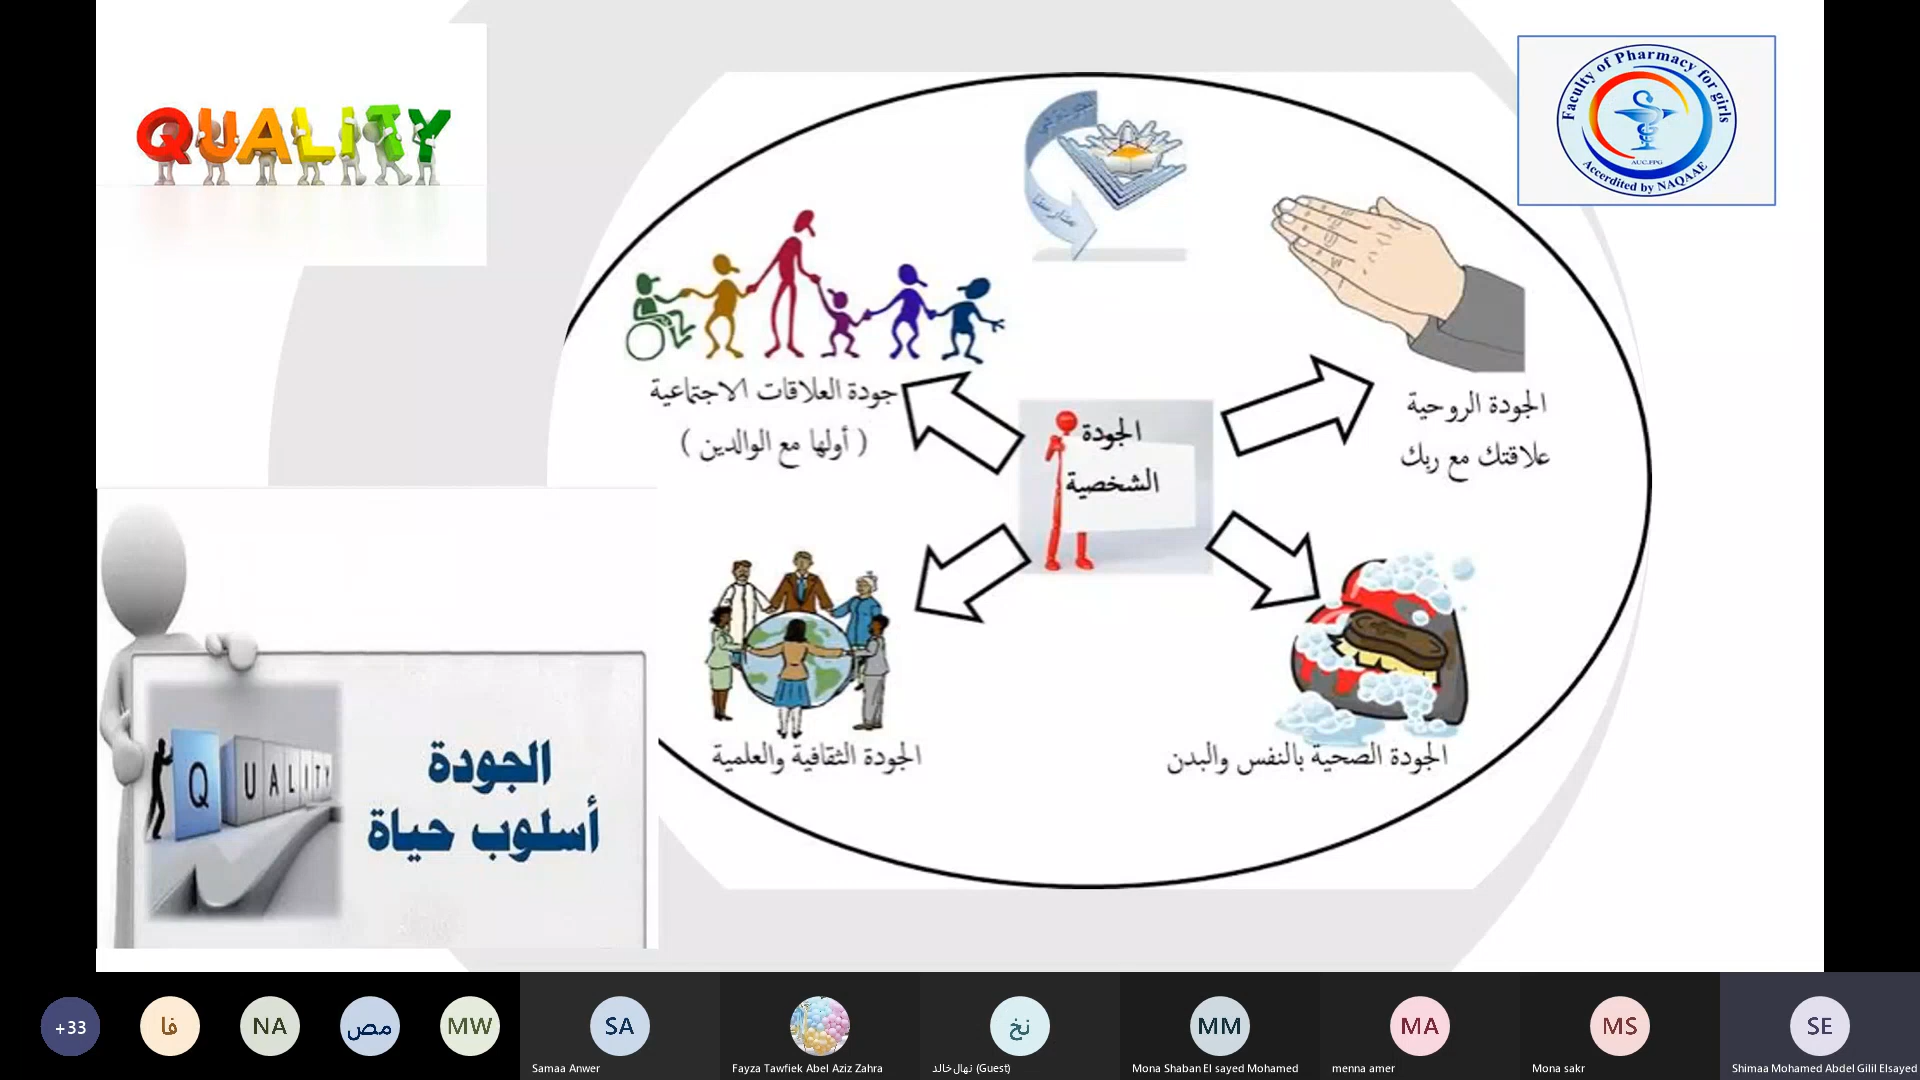 QUALITY
Faculty of Pharmacy for girls
AUC.FPG
Accerdited by NAQAAE
الجودة الروحية
علاقتك مع ربك
جودة العلاقات الاجتماعية
( أولها مع الوالدين )
الجودة
الشخصية
الجودة الصحية بالنفس والبدن
الجودة الثقافية والعلمية
QUALITY
الجودة
أسلوب حياة
+33
فا
NA
مص
MW
SA
Samaa Anwer
Fayza Tawfiek Abel Aziz Zahra
نخ
نهال خالد (Guest)
MM
Mona Shaban El sayed Mohamed
MA
menna amer
MS
Mona sakr
SE
Shimaa Mohamed Abdel Gilil Elsayed